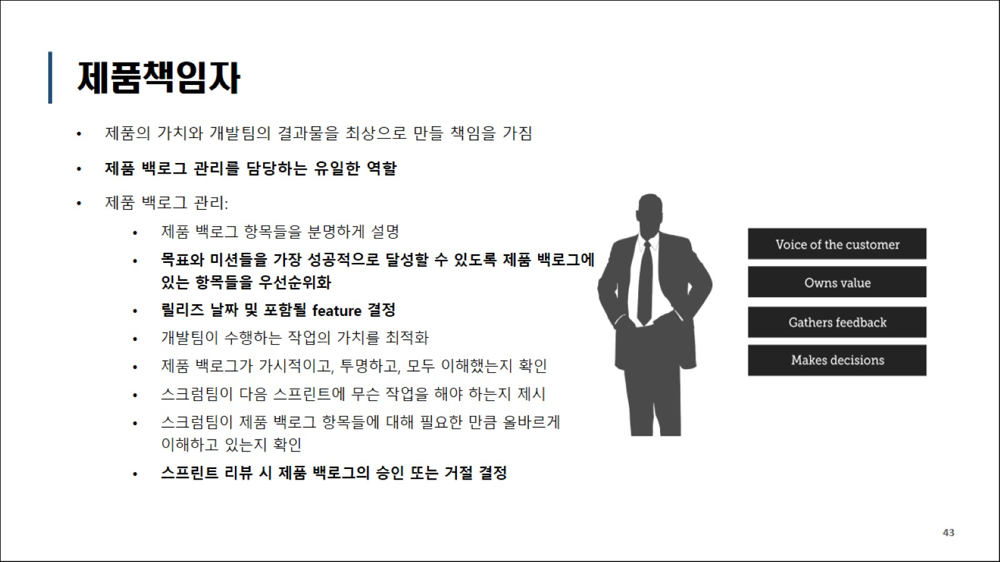 제품책임자
• 제품의 가치와 개발팀의 결과물을 최상으로 만들 책임을 가짐
• 제품 백로그 관리를 담당하는 유일한 역할
• 제품 백로그 관리:
• 제품 백로그 항목들을 분명하게 설명
• 목표와 미션들을 가장 성공적으로 달성할 수 있도록 제품 백로그에
있는 항목들을 우선순위화
• 릴리즈 날짜 및 포함될 feature 결정
• 개발팀이 수행하는 작업의 가치를 최적화
• 제품 백로그가 가시적이고, 투명하고, 모두 이해했는지 확인
• 스크럼팀이 다음 스프린트에 무슨 작업을 해야 하는지 제시
• 스크럼팀이 제품 백로그 항목들에 대해 필요한 만큼 올바르게
이해하고 있는지 확인
• 스프린트 리뷰 시 제품 백로그의 승인 또는 거절 결정
Voice of the customer
Owns value
Gathers feedback
Makes decisions
43